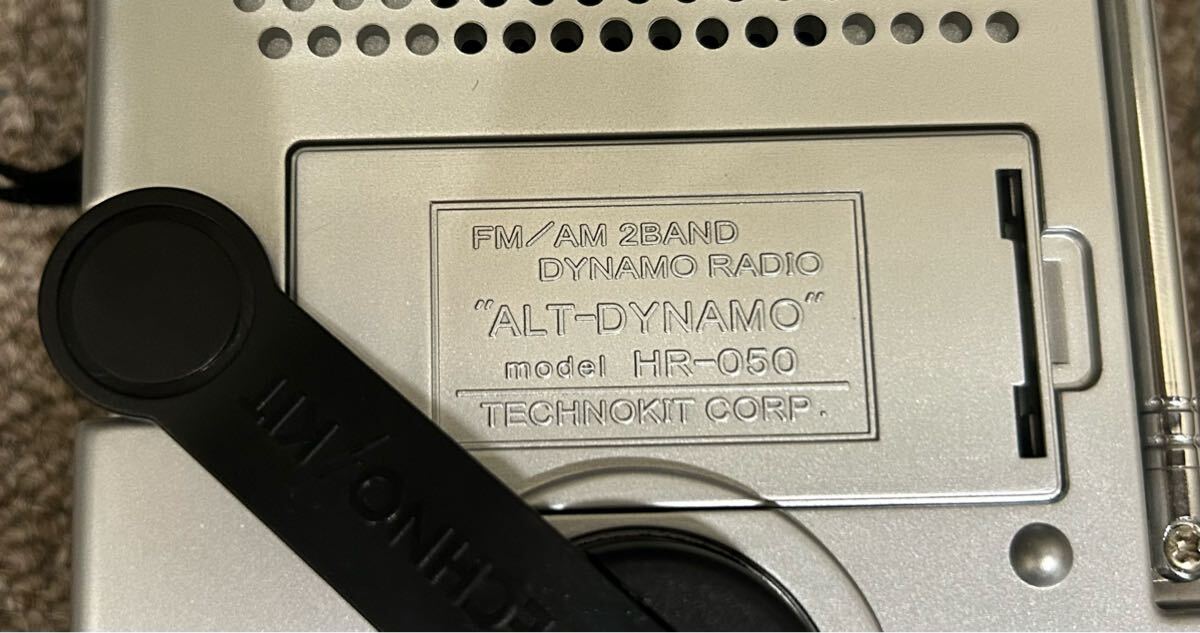 FM/AM 2BAND
DYNAMO RADIO
"ALT-DYNAMO"
model HR-050
TECHNOKIT CORP.